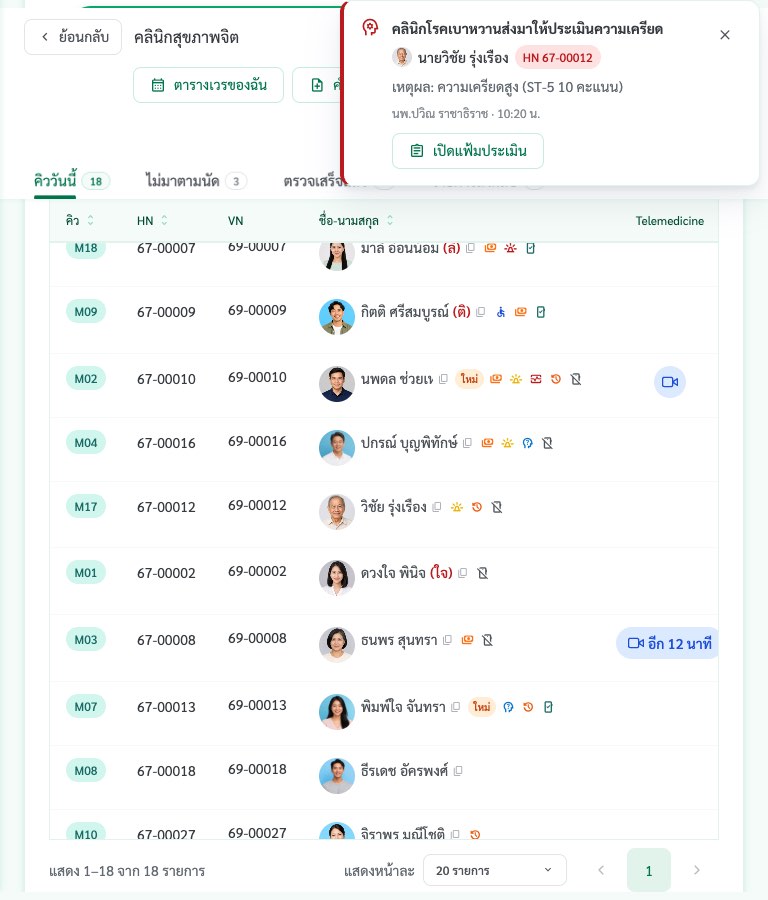 ย้อนกลับ
คลินิกสุขภาพจิต
ตารางเวรของฉัน
คลินิกโรคเบาหวานส่งมาให้ประเมินความเครียด
นายวิชัย รุ่งเรือง HN 67-00012
เหตุผล: ความเครียดสูง (ST-5 10 คะแนน)
นพ.ปวิณ ราชาธิราช · 10:20 น.
เปิดแฟ้มประเมิน
คิววันนี้ 18 ไม่มาตามนัด 3
คิว HN VN ชื่อ-นามสกุล Telemedicine
M18 67-00007 69-00007 มาลี อ่อนน้อม (ลี)
M09 67-00009 69-00009 กิตติ ศรีสมบูรณ์ (ติ)
M02 67-00010 69-00010 นพดล ใหม่
M04 67-00016 69-00016 ปกรณ์ บุญพิทักษ์
M17 67-00012 69-00012 วิชัย รุ่งเรือง
M01 67-00002 69-00002 ดวงใจ พินิจ (ใจ)
M03 67-00008 69-00008 ธนพร สุนทรา อีก 12 นาที
M07 67-00013 69-00013 พิมพ์ใจ จันทรา ใหม่
M08 67-00018 69-00018 ธีรเดช อัครพงศ์
M10 67-00027 69-00027 จิราพร มณีโชติ
แสดง 1–18 จาก 18 รายการ แสดงหน้าละ 20 รายการ 1